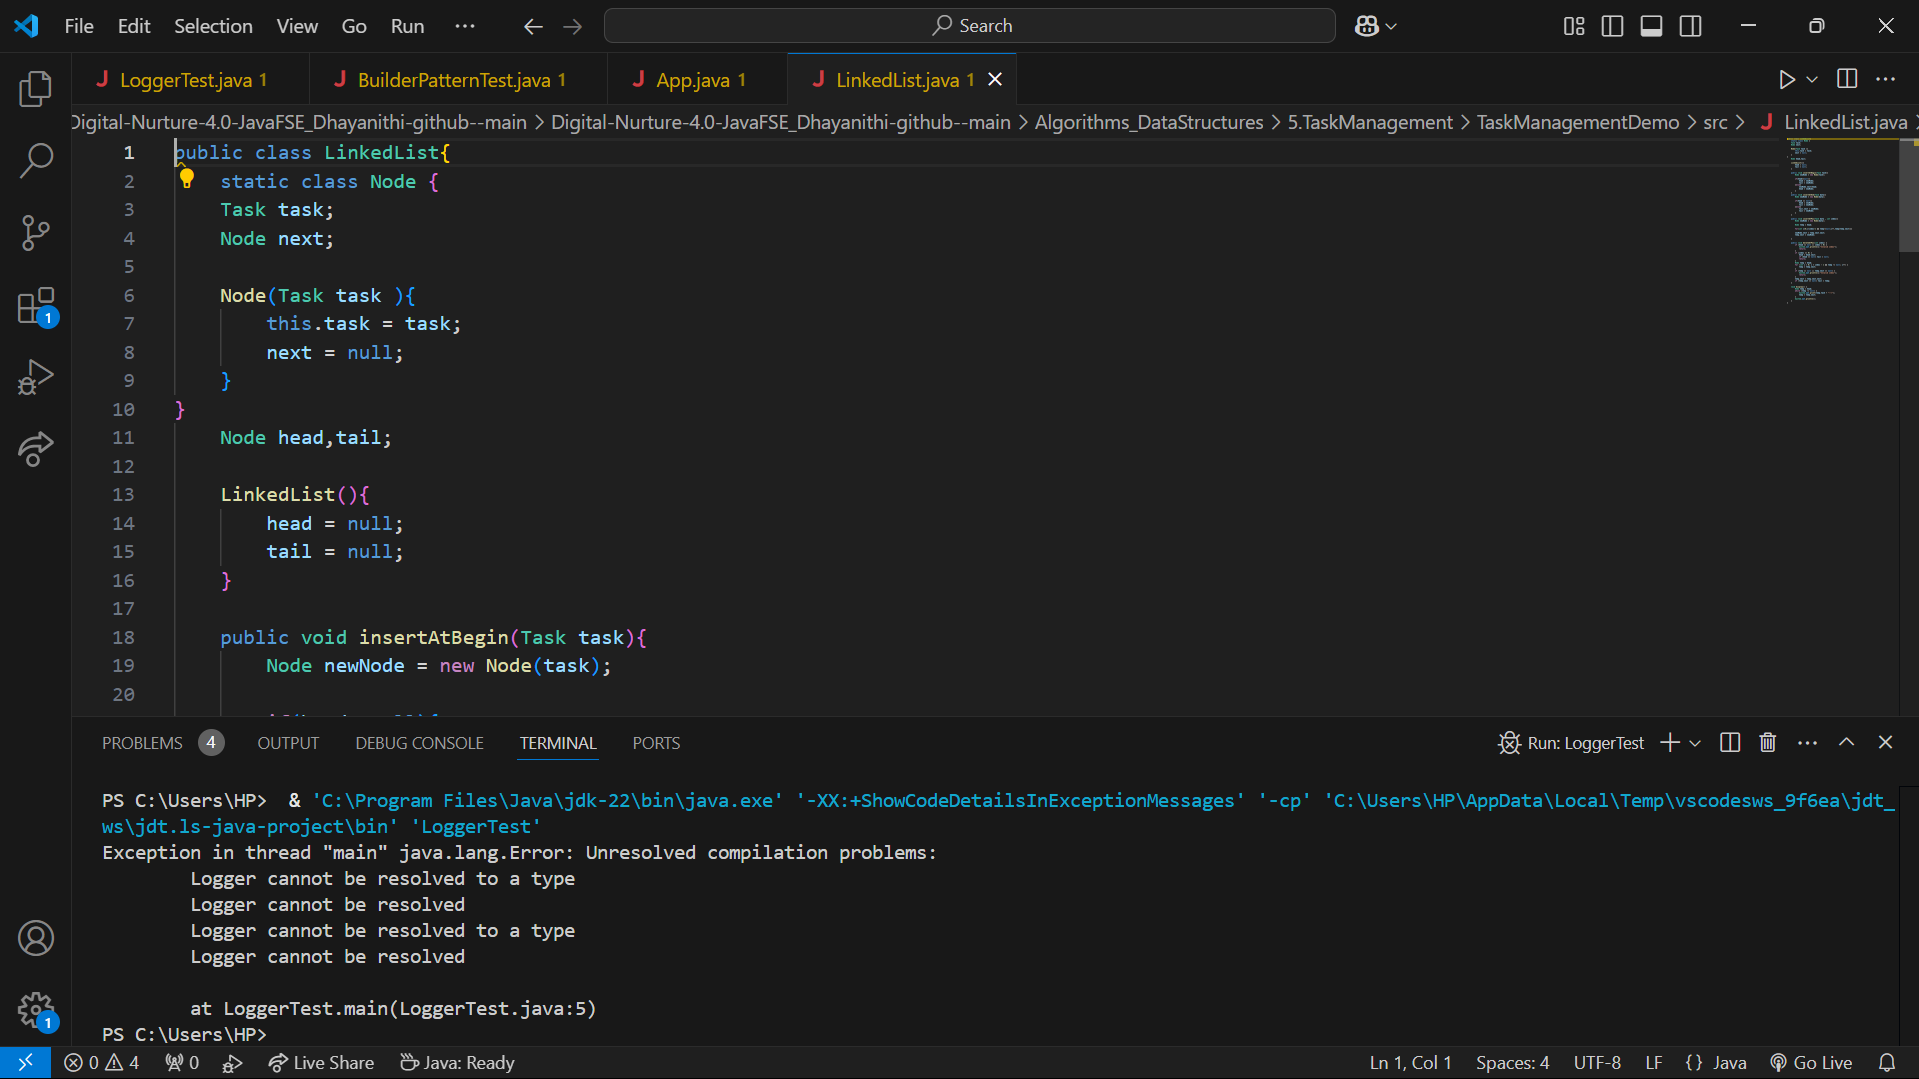 File Edit Selection View Go Run ··· Search
J LoggerTest.java 1 J BuilderPatternTest.java 1 J App.java 1 J LinkedList.java 1
Digital-Nurture-4.0-JavaFSE_Dhayanithi-github--main > Digital-Nurture-4.0-JavaFSE_Dhayanithi-github--main > Algorithms_DataStructures > 5.TaskManagement > TaskManagementDemo > src > J LinkedList.java >
1 public class LinkedList{
2 static class Node {
3 Task task;
4 Node next;
5
6 Node(Task task ){
7 this.task = task;
8 next = null;
9 }
10 }
11 Node head,tail;
12
13 LinkedList(){
14 head = null;
15 tail = null;
16 }
17
18 public void insertAtBegin(Task task){
19 Node newNode = new Node(task);
20
1
PROBLEMS 4 OUTPUT DEBUG CONSOLE TERMINAL PORTS Run: LoggerTest
PS C:\Users\HP>  & 'C:\Program Files\Java\jdk-22\bin\java.exe' '-XX:+ShowCodeDetailsInExceptionMessages' '-cp' 'C:\Users\HP\AppData\Local\Temp\vscodesws_9f6ea\jdt_
ws\jdt.ls-java-project\bin' 'LoggerTest'
Exception in thread "main" java.lang.Error: Unresolved compilation problems:
Logger cannot be resolved to a type
Logger cannot be resolved
Logger cannot be resolved to a type
Logger cannot be resolved
at LoggerTest.main(LoggerTest.java:5)
PS C:\Users\HP>
1
0 4 0 Live Share Java: Ready Ln 1, Col 1 Spaces: 4 UTF-8 LF {} Java Go Live